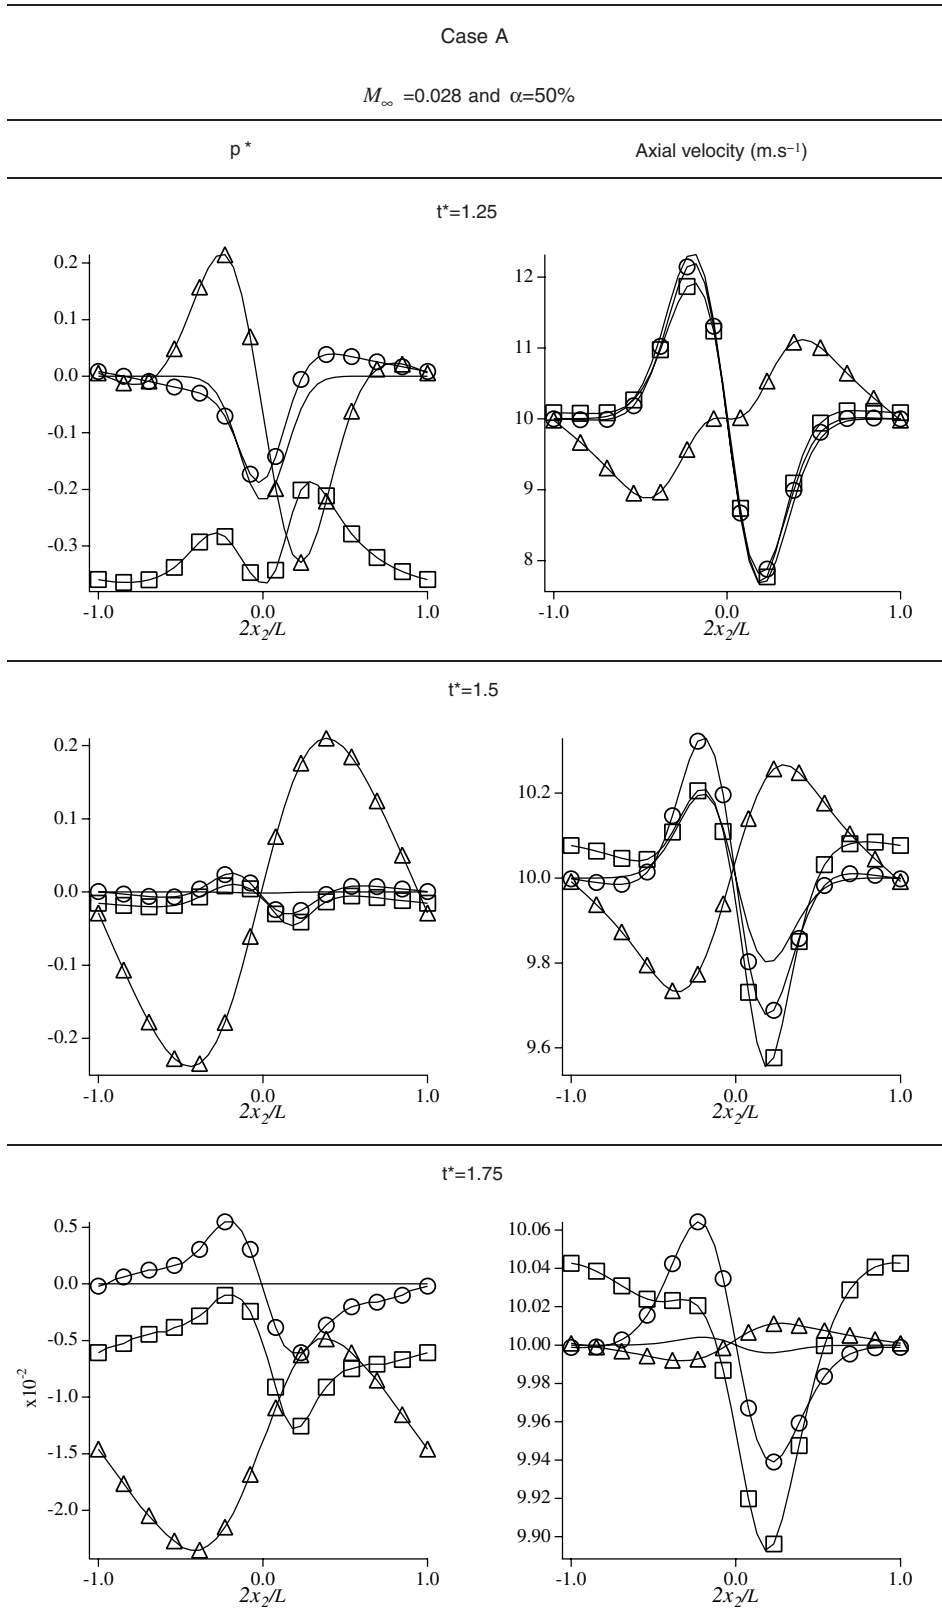 Case A
M∞ =0.028 and α=50%
p* Axial velocity (m.s⁻¹)
t*=1.25
0.2
0.1
0.0
-0.1
-0.2
-0.3
-1.0 0.0 1.0
2x₂/L
12
11
10
9
8
-1.0 0.0 1.0
2x₂/L
t*=1.5
0.2
0.1
0.0
-0.1
-0.2
-1.0 0.0 1.0
2x₂/L
10.2
10.0
9.8
9.6
-1.0 0.0 1.0
2x₂/L
t*=1.75
0.5
0.0
-0.5
-1.0
-1.5
-2.0
x10⁻²
-1.0 0.0 1.0
2x₂/L
10.06
10.04
10.02
10.00
9.98
9.96
9.94
9.92
9.90
-1.0 0.0 1.0
2x₂/L